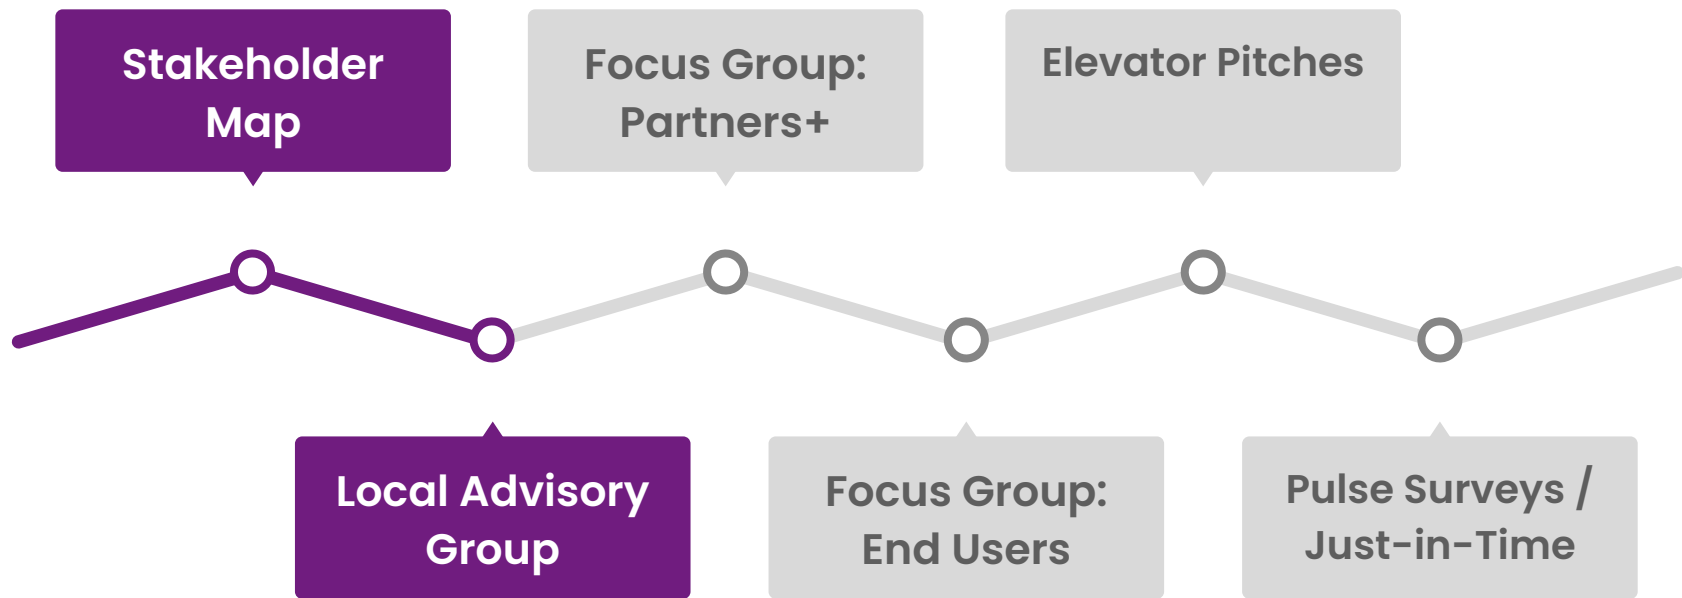 Stakeholder
Map
Focus Group:
Partners+
Elevator Pitches
Local Advisory
Group
Focus Group:
End Users
Pulse Surveys /
Just-in-Time